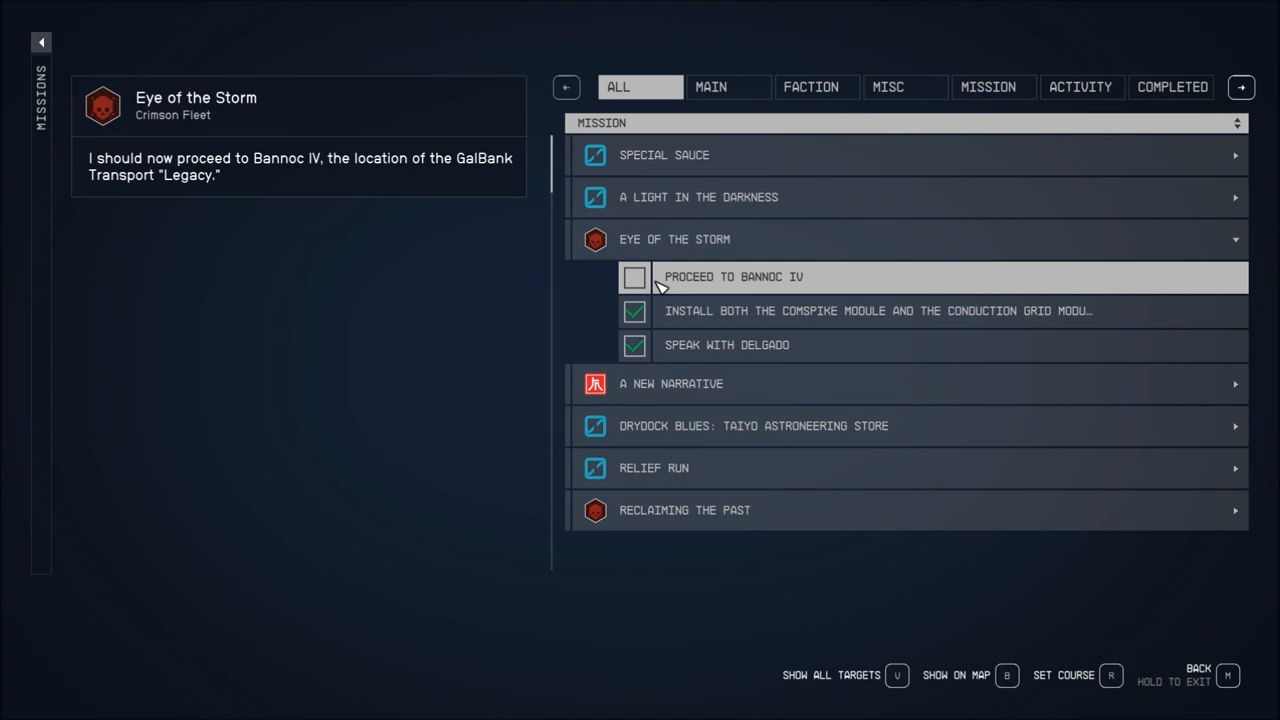 MISSIONS
Eye of the Storm
Crimson Fleet
I should now proceed to Bannoc IV, the location of the GalBank
Transport "Legacy."
ALL
MAIN
FACTION
MISC
MISSION
ACTIVITY
COMPLETED
MISSION
SPECIAL SAUCE
A LIGHT IN THE DARKNESS
EYE OF THE STORM
PROCEED TO BANNOC IV
INSTALL BOTH THE COMSPIKE MODULE AND THE CONDUCTION GRID MODU...
SPEAK WITH DELGADO
A NEW NARRATIVE
DRYDOCK BLUES: TAIYO ASTRONEERING STORE
RELIEF RUN
RECLAIMING THE PAST
SHOW ALL TARGETS V
SHOW ON MAP B
SET COURSE R
BACK M
HOLD TO EXIT